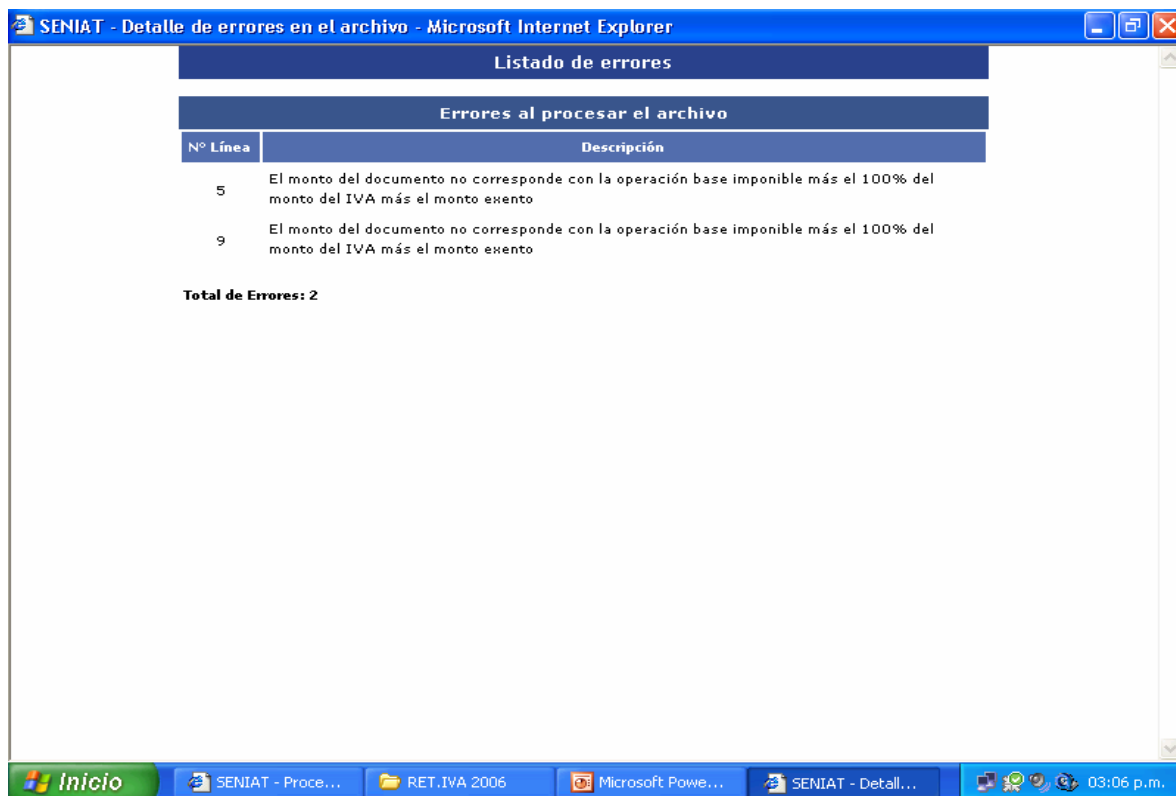 SENIAT - Detalle de errores en el archivo - Microsoft Internet Explorer
Listado de errores
Errores al procesar el archivo
Nº Línea
Descripción
5
El monto del documento no corresponde con la operación base imponible más el 100% del
monto del IVA más el monto exento
9
El monto del documento no corresponde con la operación base imponible más el 100% del
monto del IVA más el monto exento
Total de Errores: 2
Inicio
SENIAT - Proce...
RET.IVA 2006
Microsoft Powe...
SENIAT - Detall...
03:06 p.m.